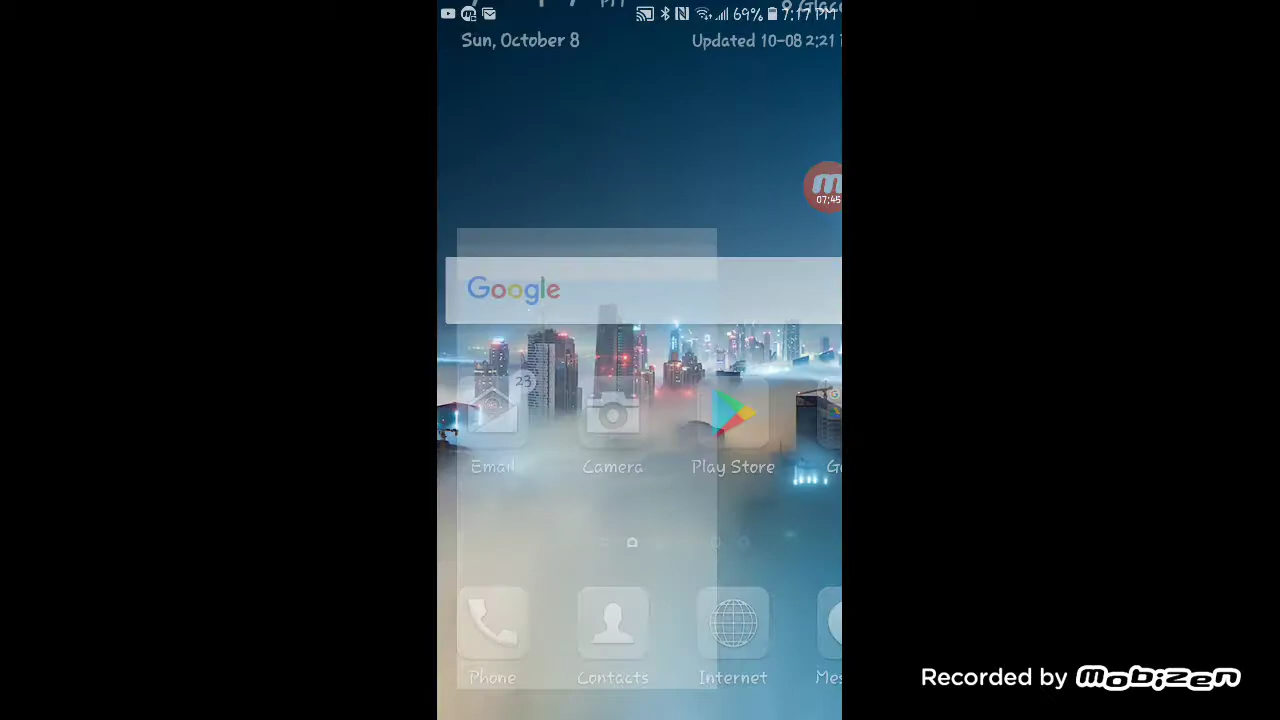 69% 7:17 PM
Sun, October 8
Updated 10-08 2:21
M
07:45
Google
23
Email
Camera
Play Store
Phone
Contacts
Internet
Recorded by mobizen